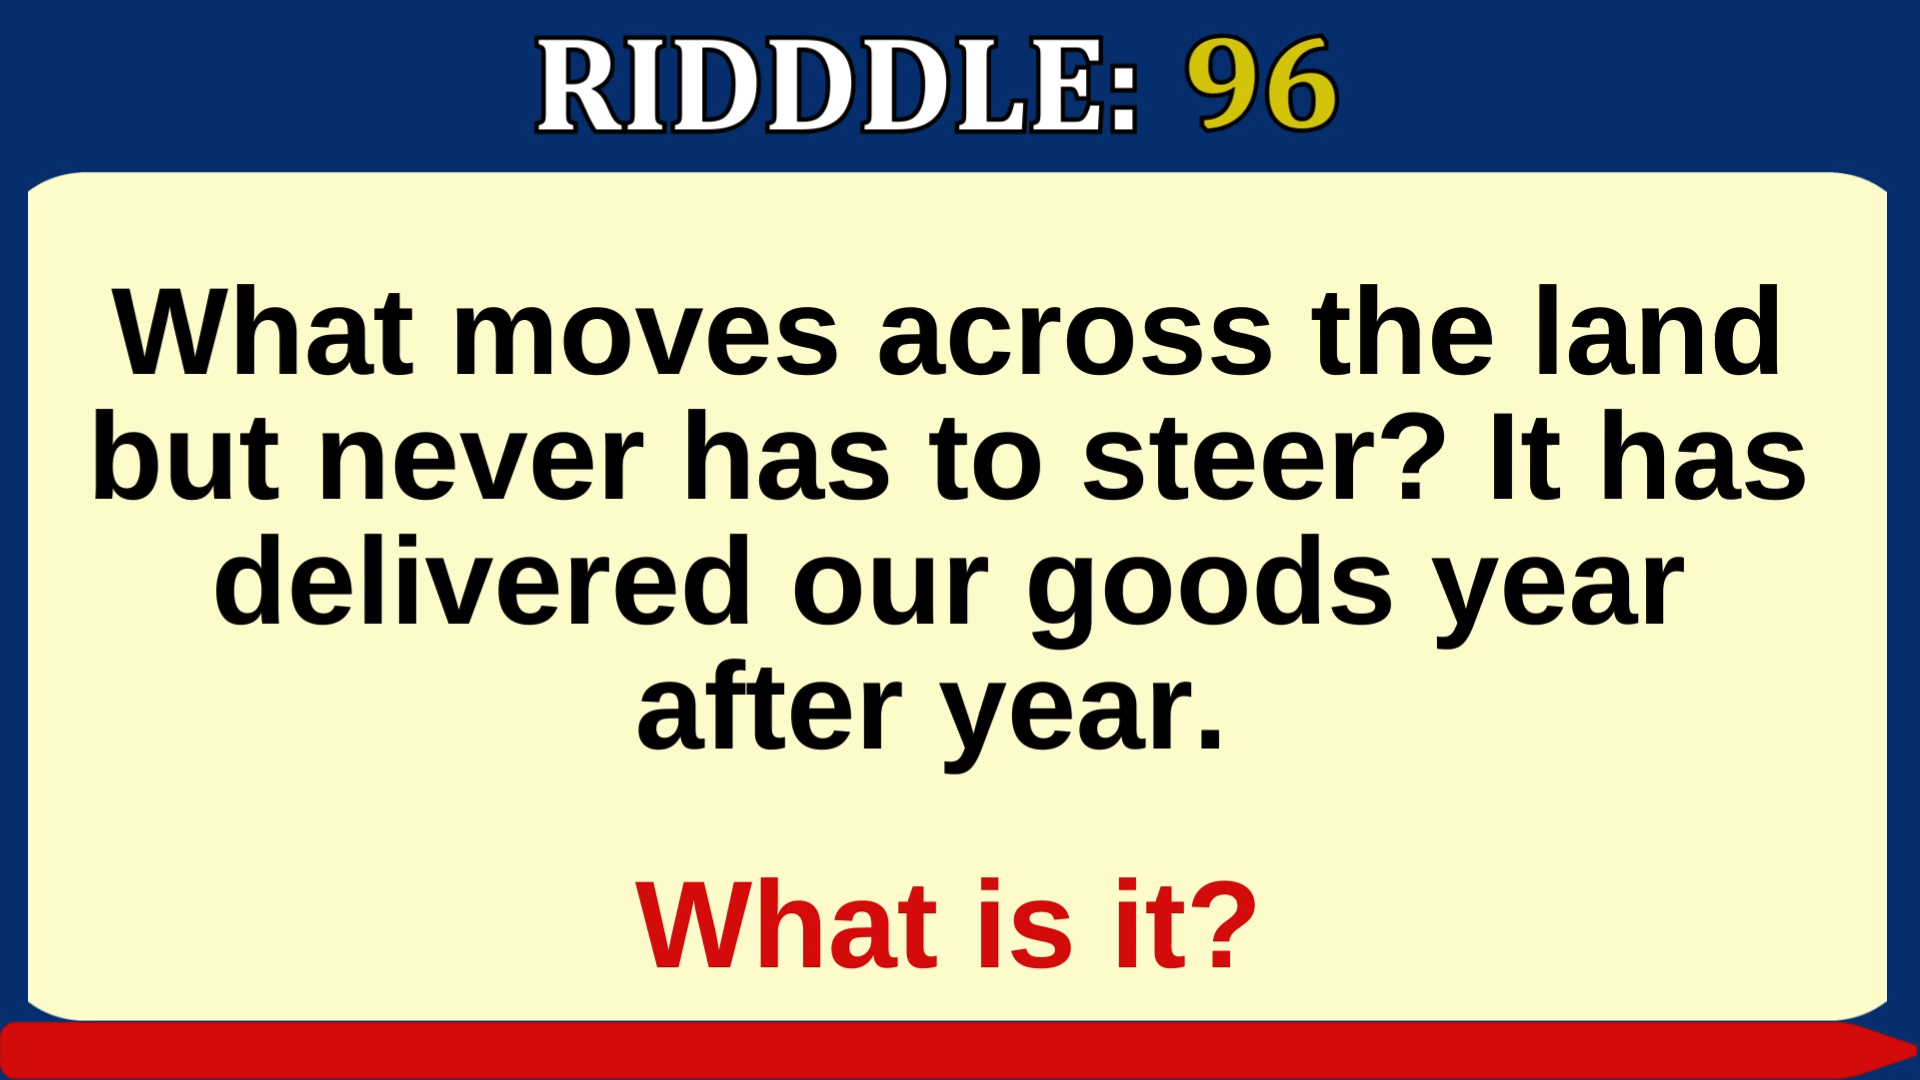 RIDDDLE: 96
What moves across the land
but never has to steer? It has
delivered our goods year
after year.
What is it?